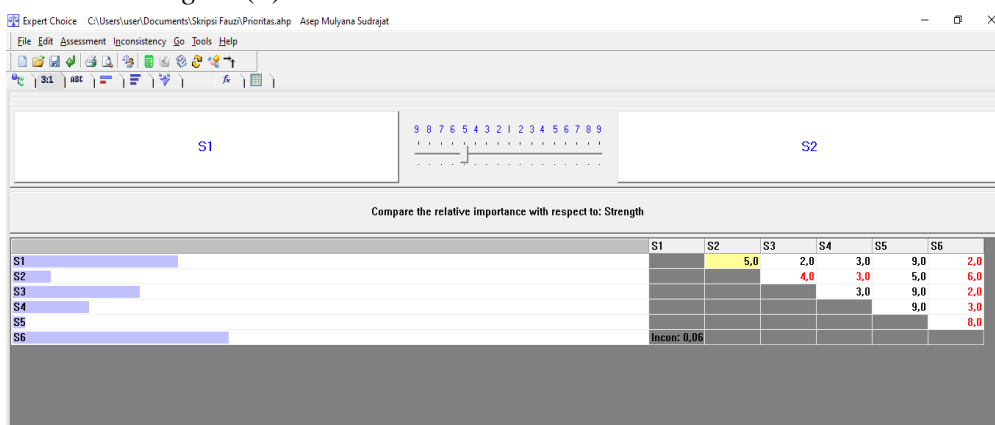 Expert Choice C:\Users\user\Documents\Skripsi Fauzi\Prioritas.ahp Asep Mulyana Sudrajat
File Edit Assessment Inconsistency Go Tools Help
3:1 ABC fx
9 8 7 6 5 4 3 2 1 2 3 4 5 6 7 8 9
S1 S2
Compare the relative importance with respect to: Strength
S1 S2 S3 S4 S5 S6
S1 5,0 2,0 3,0 9,0 2,0
S2 4,0 3,0 5,0 6,0
S3 3,0 9,0 2,0
S4 9,0 3,0
S5 8,0
S6 Incon: 0,06